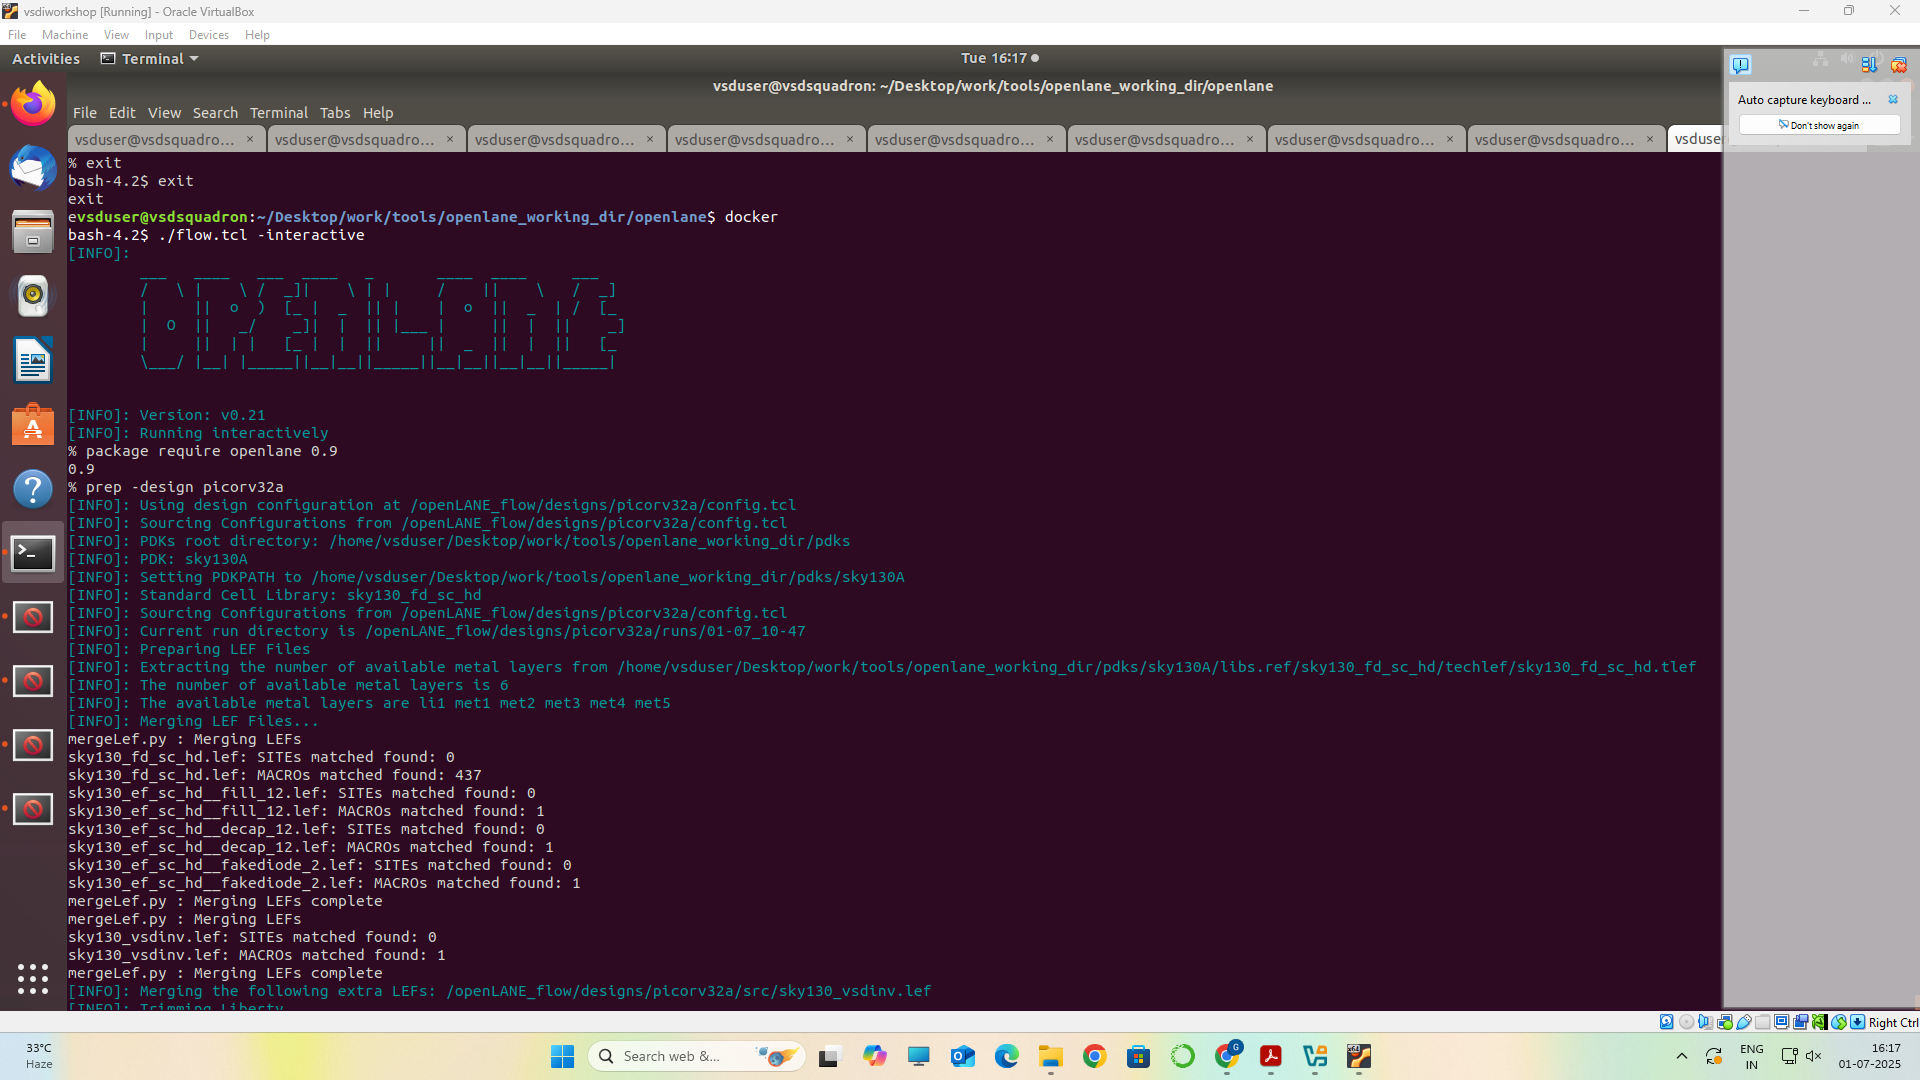 vsdiworkshop [Running] - Oracle VirtualBox
File Machine View Input Devices Help
Activities Terminal Tue 16:17
vsduser@vsdsquadron: ~/Desktop/work/tools/openlane_working_dir/openlane
Auto capture keyboard ...
Don't show again
File Edit View Search Terminal Tabs Help
vsduser@vsdsquadro... × vsduser@vsdsquadro... × vsduser@vsdsquadro... × vsduser@vsdsquadro... × vsduser@vsdsquadro... × vsduser@vsdsquadro... × vsduser@vsdsquadro... × vsduser@vsdsquadro... × vsduser
% exit
bash-4.2$ exit
exit
evsduser@vsdsquadron:~/Desktop/work/tools/openlane_working_dir/openlane$ docker
bash-4.2$ ./flow.tcl -interactive
[INFO]:
OPENLANE
[INFO]: Version: v0.21
[INFO]: Running interactively
% package require openlane 0.9
0.9
% prep -design picorv32a
[INFO]: Using design configuration at /openLANE_flow/designs/picorv32a/config.tcl
[INFO]: Sourcing Configurations from /openLANE_flow/designs/picorv32a/config.tcl
[INFO]: PDKs root directory: /home/vsduser/Desktop/work/tools/openlane_working_dir/pdks
[INFO]: PDK: sky130A
[INFO]: Setting PDKPATH to /home/vsduser/Desktop/work/tools/openlane_working_dir/pdks/sky130A
[INFO]: Standard Cell Library: sky130_fd_sc_hd
[INFO]: Sourcing Configurations from /openLANE_flow/designs/picorv32a/config.tcl
[INFO]: Current run directory is /openLANE_flow/designs/picorv32a/runs/01-07_10-47
[INFO]: Preparing LEF Files
[INFO]: Extracting the number of available metal layers from /home/vsduser/Desktop/work/tools/openlane_working_dir/pdks/sky130A/libs.ref/sky130_fd_sc_hd/techlef/sky130_fd_sc_hd.tlef
[INFO]: The number of available metal layers is 6
[INFO]: The available metal layers are li1 met1 met2 met3 met4 met5
[INFO]: Merging LEF Files...
mergeLef.py : Merging LEFs
sky130_fd_sc_hd.lef: SITEs matched found: 0
sky130_fd_sc_hd.lef: MACROs matched found: 437
sky130_ef_sc_hd__fill_12.lef: SITEs matched found: 0
sky130_ef_sc_hd__fill_12.lef: MACROs matched found: 1
sky130_ef_sc_hd__decap_12.lef: SITEs matched found: 0
sky130_ef_sc_hd__decap_12.lef: MACROs matched found: 1
sky130_ef_sc_hd__fakediode_2.lef: SITEs matched found: 0
sky130_ef_sc_hd__fakediode_2.lef: MACROs matched found: 1
mergeLef.py : Merging LEFs complete
mergeLef.py : Merging LEFs
sky130_vsdinv.lef: SITEs matched found: 0
sky130_vsdinv.lef: MACROs matched found: 1
mergeLef.py : Merging LEFs complete
[INFO]: Merging the following extra LEFs: /openLANE_flow/designs/picorv32a/src/sky130_vsdinv.lef
[INFO]: Trimming Liberty
Right Ctrl
33°C
Haze
Search web &...
ENG
IN
16:17
01-07-2025